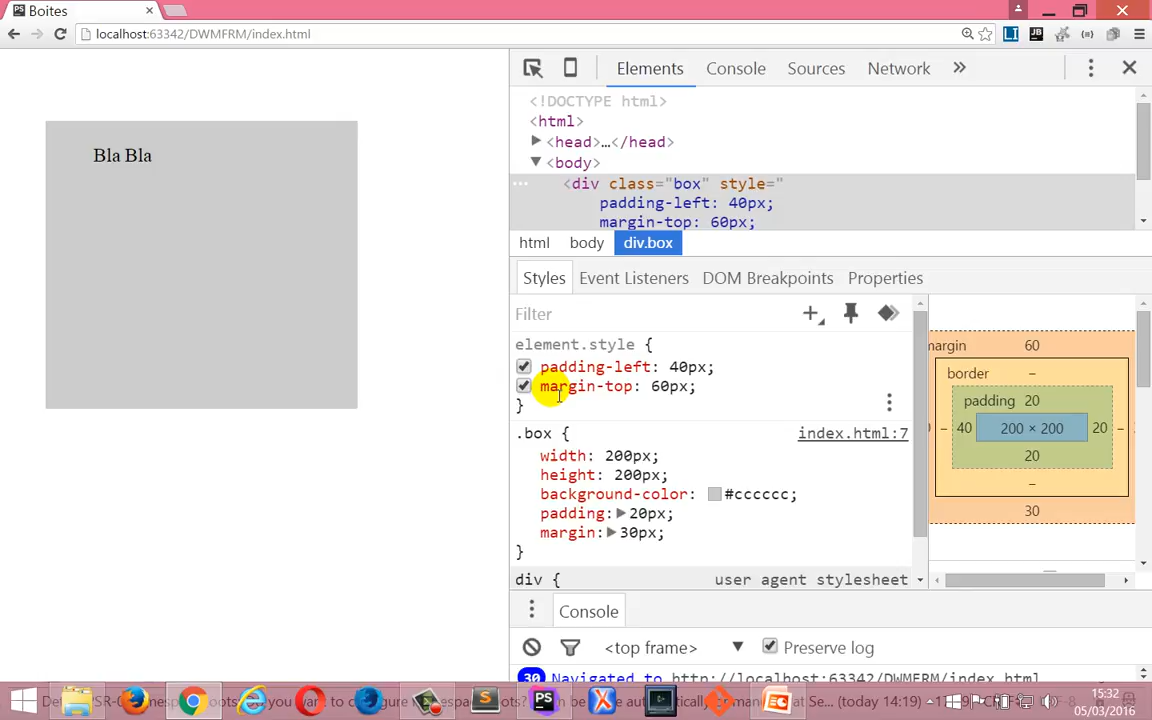 Boites
localhost:63342/DWMFRM/index.html
Bla Bla
Elements
Console
Sources
Network
<!DOCTYPE html>
<html>
<head>…</head>
<body>
<div class="box" style="
padding-left: 40px;
margin-top: 60px;
html
body
div.box
Styles
Event Listeners
DOM Breakpoints
Properties
Filter
element.style {
padding-left: 40px;
margin-top: 60px;
}
.box {
index.html:7
width: 200px;
height: 200px;
background-color: #cccccc;
padding: 20px;
margin: 30px;
}
div {
user agent stylesheet
margin
60
border
–
padding
20
–
40
200 × 200
20
–
20
–
30
Console
<top frame>
Preserve log
30
Navigated to http://localhost:63342/DWMFRM/index.html
15:32
05/03/2016